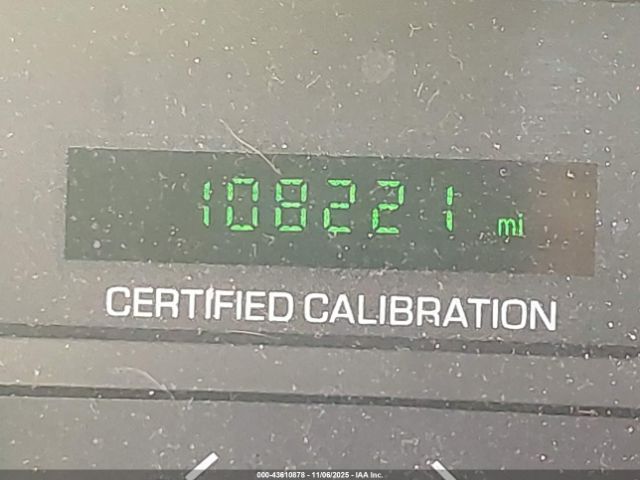 108221 mi
CERTIFIED CALIBRATION
000-43610878 - 11/06/2025 - IAA Inc.